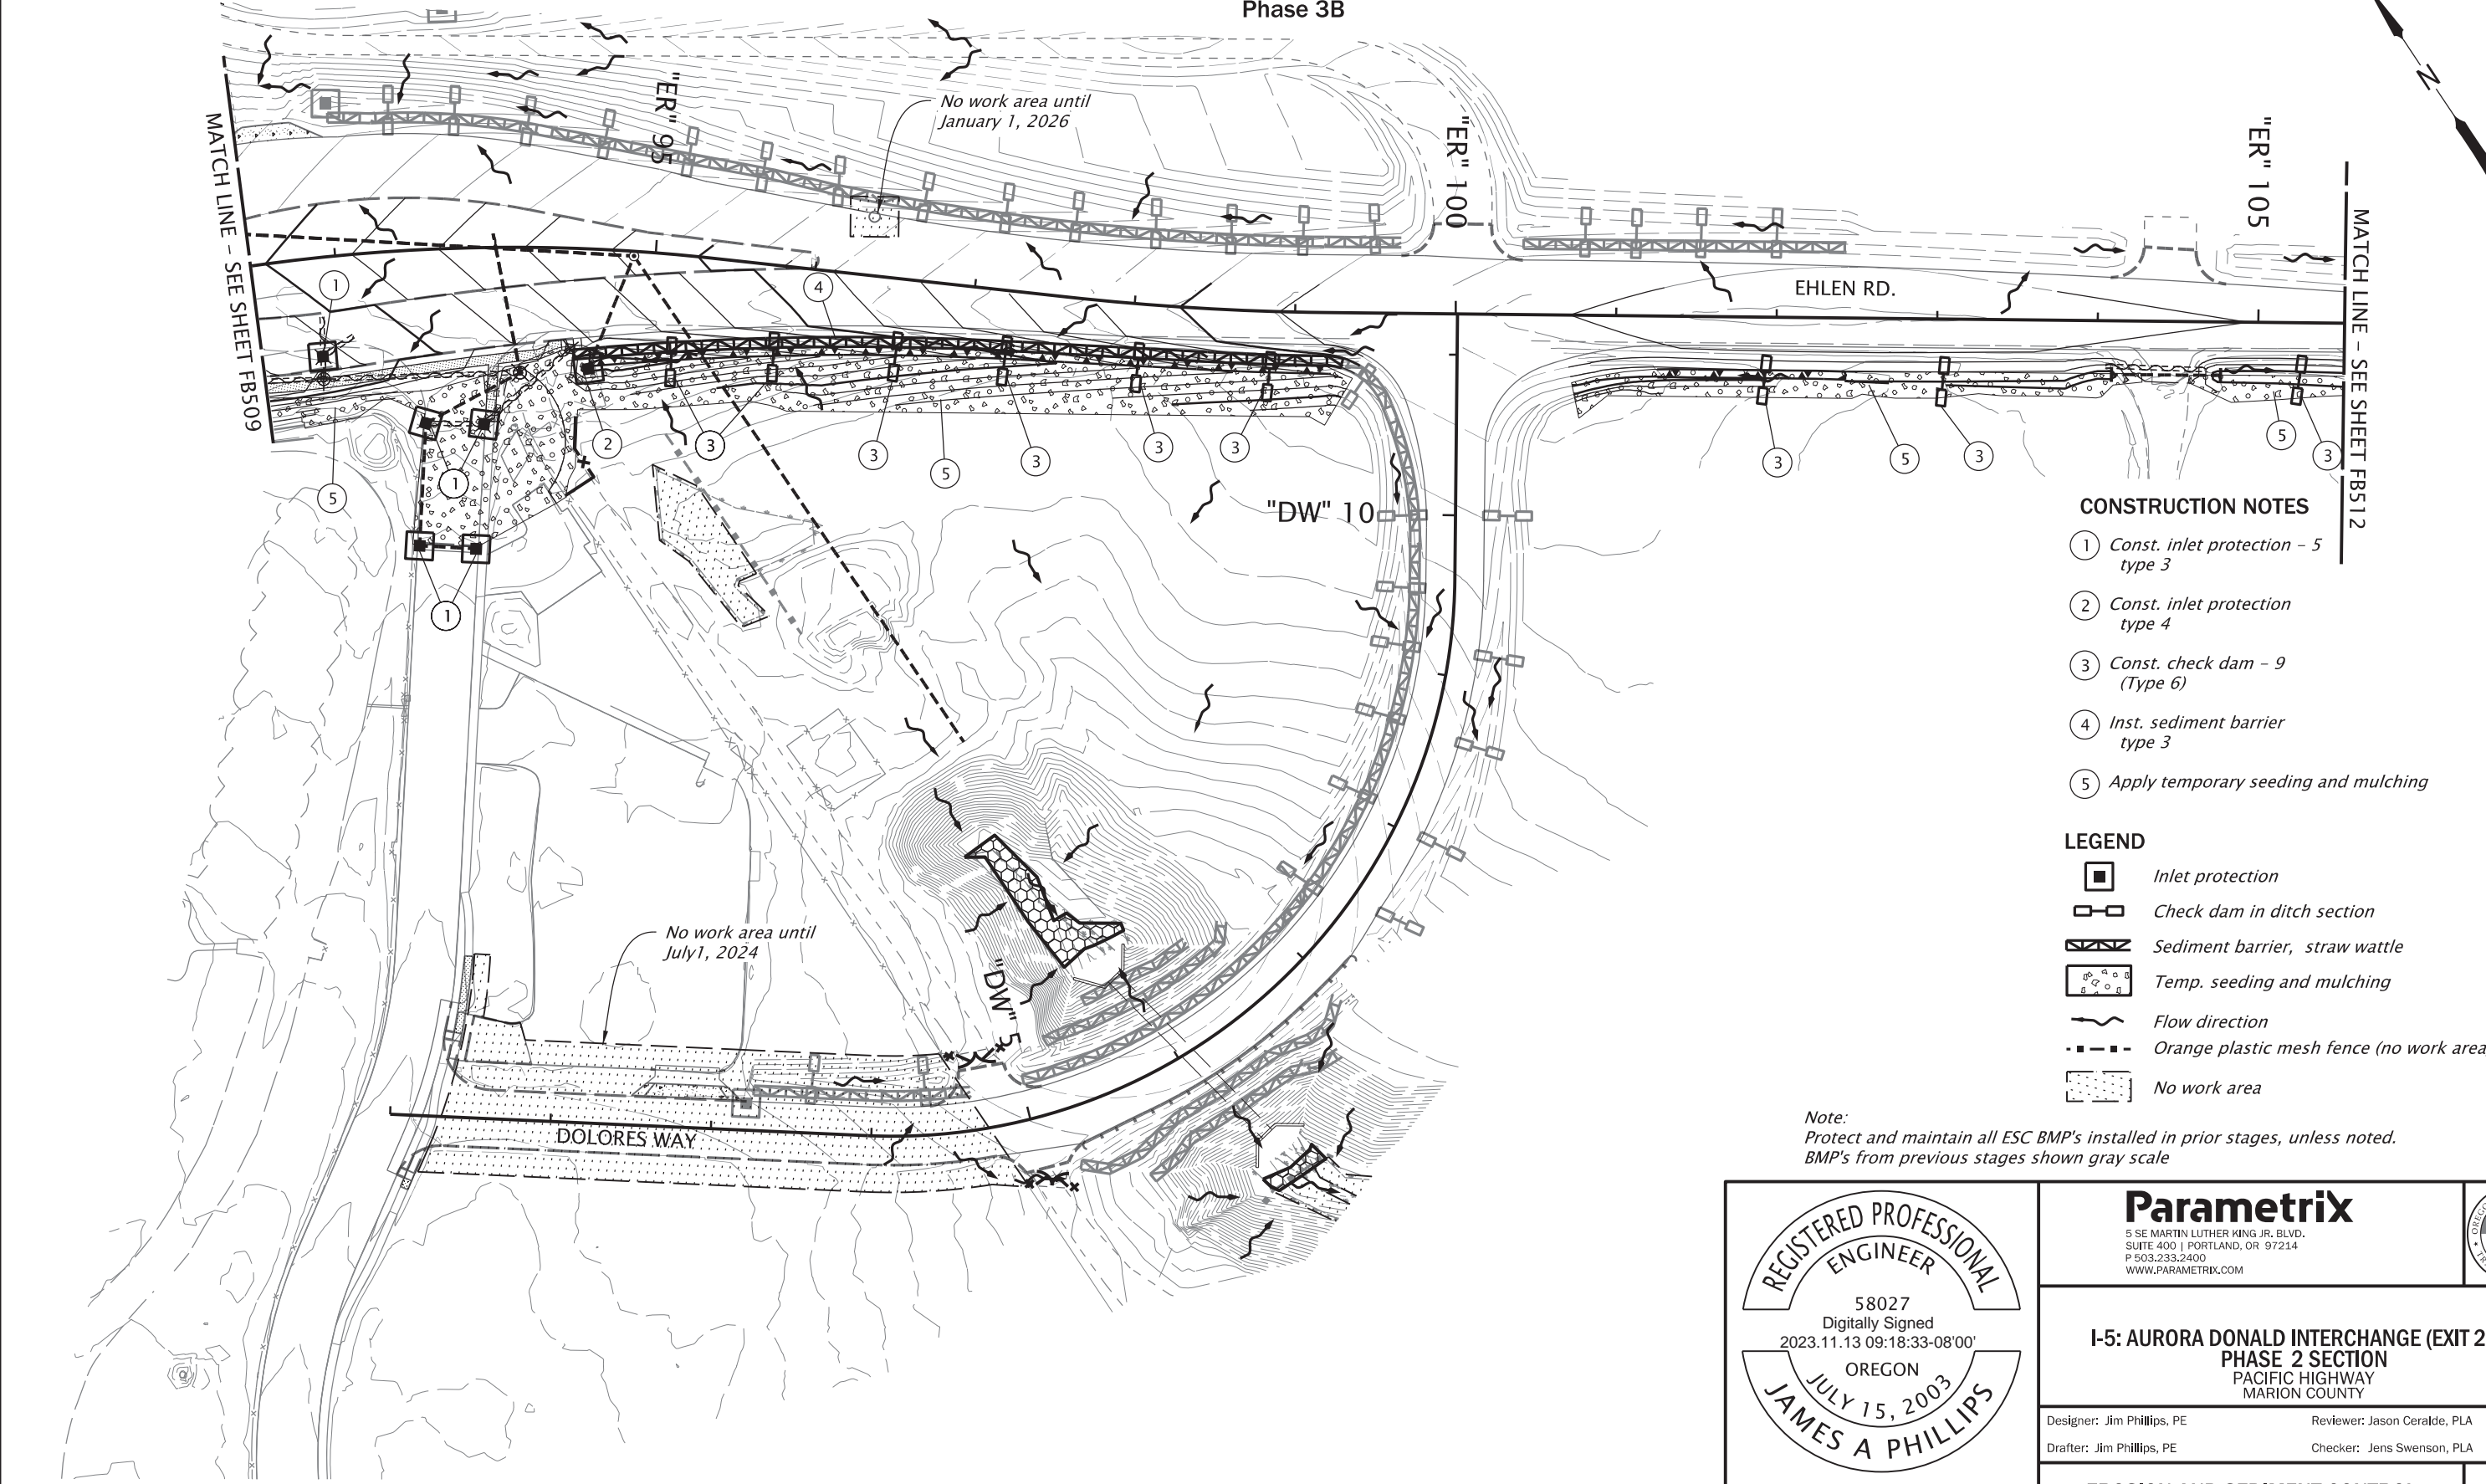 Phase 3B
N
"ER" 95
No work area until
January 1, 2026
"ER" 100
"ER" 105
MATCH LINE – SEE SHEET FB509
MATCH LINE – SEE SHEET FB512
EHLEN RD.
1
4
2
3
3
5
3
3
3
3
5
3
5
3
1
5
1
"DW" 10
CONSTRUCTION NOTES
1 Const. inlet protection – 5
type 3
2 Const. inlet protection
type 4
3 Const. check dam – 9
(Type 6)
4 Inst. sediment barrier
type 3
5 Apply temporary seeding and mulching
LEGEND
Inlet protection
Check dam in ditch section
Sediment barrier, straw wattle
Temp. seeding and mulching
Flow direction
Orange plastic mesh fence (no work area
No work area
No work area until
July1, 2024
"DW" 5
DOLORES WAY
Note:
Protect and maintain all ESC BMP's installed in prior stages, unless noted.
BMP's from previous stages shown gray scale
REGISTERED PROFESSIONAL
ENGINEER
58027
Digitally Signed
2023.11.13 09:18:33-08'00'
OREGON
JULY 15, 2003
JAMES A PHILLIPS
Parametrix
5 SE MARTIN LUTHER KING JR. BLVD.
SUITE 400 | PORTLAND, OR 97214
P 503.233.2400
WWW.PARAMETRIX.COM
I-5: AURORA DONALD INTERCHANGE (EXIT 2
PHASE 2 SECTION
PACIFIC HIGHWAY
MARION COUNTY
Designer: Jim Phillips, PE
Reviewer: Jason Ceralde, PLA
Drafter: Jim Phillips, PE
Checker: Jens Swenson, PLA